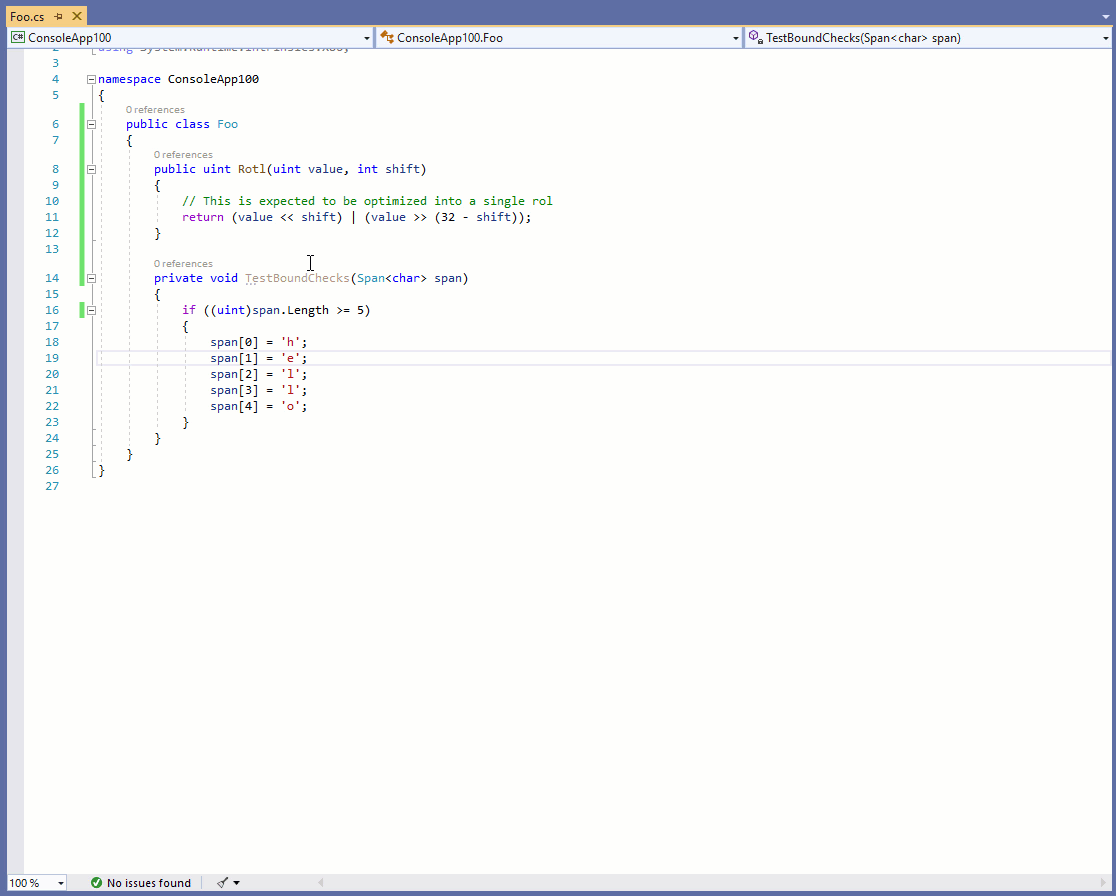 Foo.cs
C# ConsoleApp100 ConsoleApp100.Foo TestBoundChecks(Span<char> span)
3
4 namespace ConsoleApp100
5 {
0 references
6 public class Foo
7 {
0 references
8 public uint Rotl(uint value, int shift)
9 {
10 // This is expected to be optimized into a single rol
11 return (value << shift) | (value >> (32 - shift));
12 }
13
0 references
14 private void TestBoundChecks(Span<char> span)
15 {
16 if ((uint)span.Length >= 5)
17 {
18 span[0] = 'h';
19 span[1] = 'e';
20 span[2] = 'l';
21 span[3] = 'l';
22 span[4] = 'o';
23 }
24 }
25 }
26 }
27
100 % No issues found